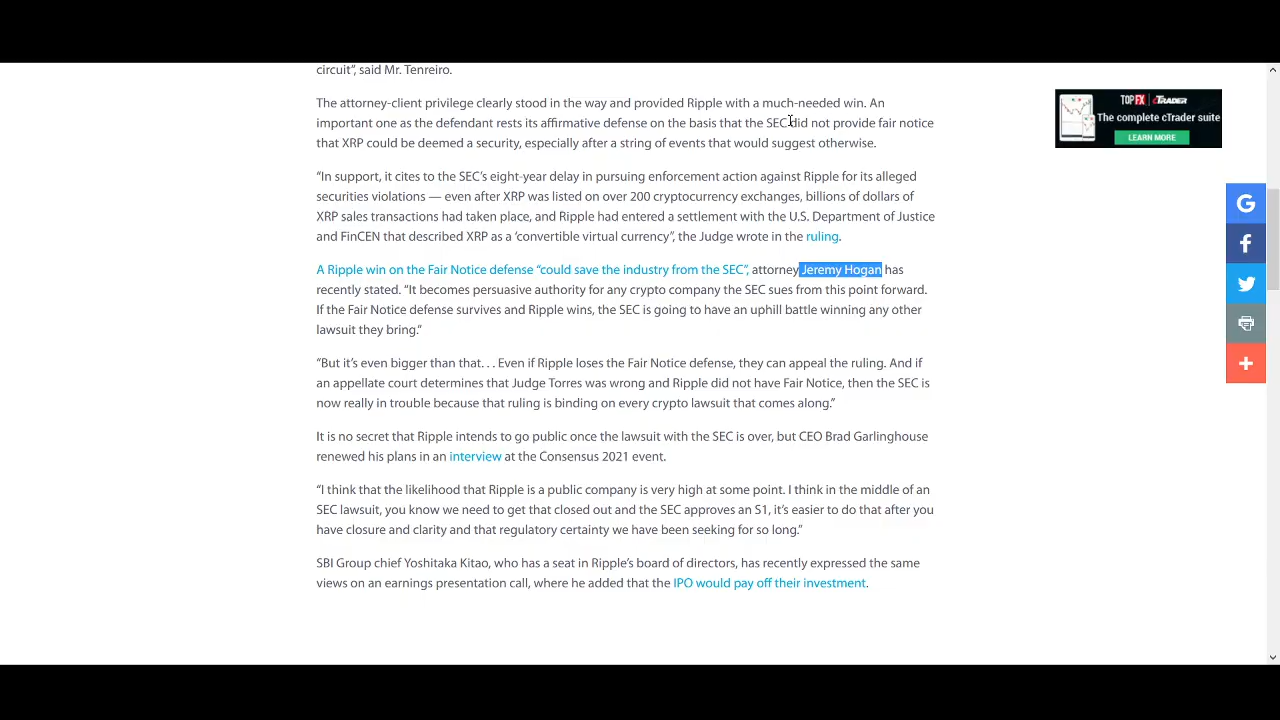 circuit”, said Mr. Tenreiro.
The attorney-client privilege clearly stood in the way and provided Ripple with a much-needed win. An
important one as the defendant rests its affirmative defense on the basis that the SEC did not provide fair notice
that XRP could be deemed a security, especially after a string of events that would suggest otherwise.
“In support, it cites to the SEC’s eight-year delay in pursuing enforcement action against Ripple for its alleged
securities violations — even after XRP was listed on over 200 cryptocurrency exchanges, billions of dollars of
XRP sales transactions had taken place, and Ripple had entered a settlement with the U.S. Department of Justice
and FinCEN that described XRP as a ‘convertible virtual currency”, the Judge wrote in the ruling.
A Ripple win on the Fair Notice defense “could save the industry from the SEC”, attorney Jeremy Hogan has
recently stated. “It becomes persuasive authority for any crypto company the SEC sues from this point forward.
If the Fair Notice defense survives and Ripple wins, the SEC is going to have an uphill battle winning any other
lawsuit they bring.”
“But it’s even bigger than that. . . Even if Ripple loses the Fair Notice defense, they can appeal the ruling. And if
an appellate court determines that Judge Torres was wrong and Ripple did not have Fair Notice, then the SEC is
now really in trouble because that ruling is binding on every crypto lawsuit that comes along.”
It is no secret that Ripple intends to go public once the lawsuit with the SEC is over, but CEO Brad Garlinghouse
renewed his plans in an interview at the Consensus 2021 event.
“I think that the likelihood that Ripple is a public company is very high at some point. I think in the middle of an
SEC lawsuit, you know we need to get that closed out and the SEC approves an S1, it’s easier to do that after you
have closure and clarity and that regulatory certainty we have been seeking for so long.”
SBI Group chief Yoshitaka Kitao, who has a seat in Ripple’s board of directors, has recently expressed the same
views on an earnings presentation call, where he added that the IPO would pay off their investment.
TOPFX cTRADER
The complete cTrader suite
LEARN MORE